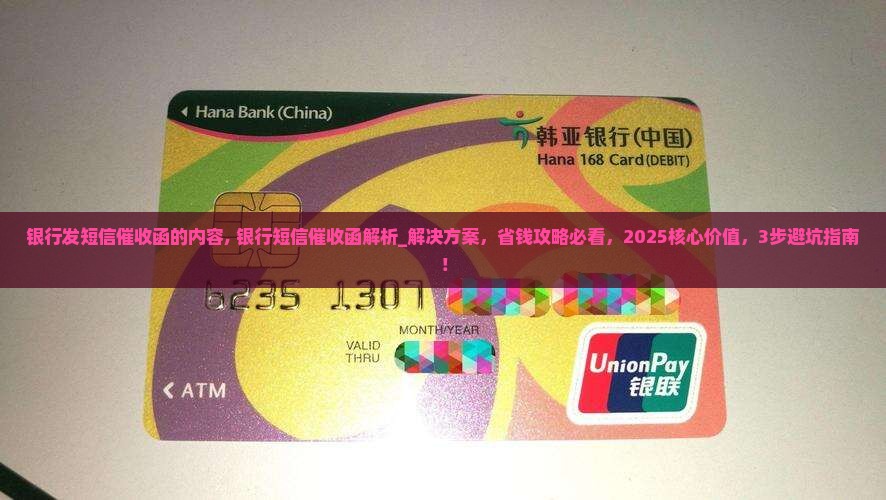 Hana Bank (China)
韩亚银行(中国)
Hana 168 Card(DEBIT)
银行发短信催收函的内容, 银行短信催收函解析_解决方案，省钱攻略必看，2025核心价值，3步避坑指南
！
6235 1307
MONTH/YEAR
VALID
THRU
UnionPay
银联
ATM